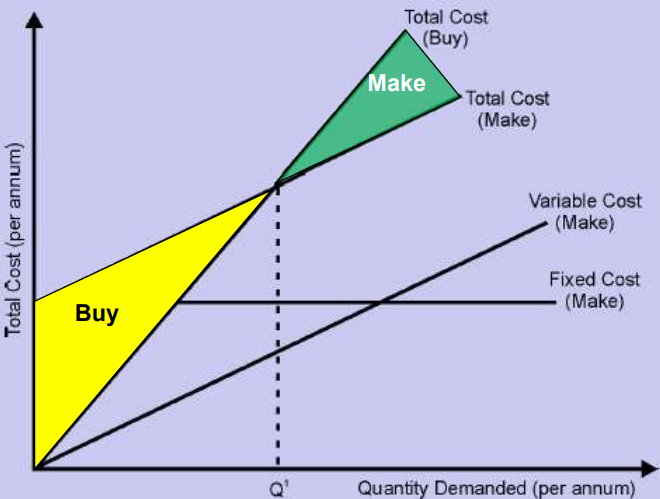 Total Cost
(Buy)
Make
Total Cost
(Make)
Variable Cost
(Make)
Fixed Cost
(Make)
Buy
Total Cost (per annum)
Q¹
Quantity Demanded (per annum)